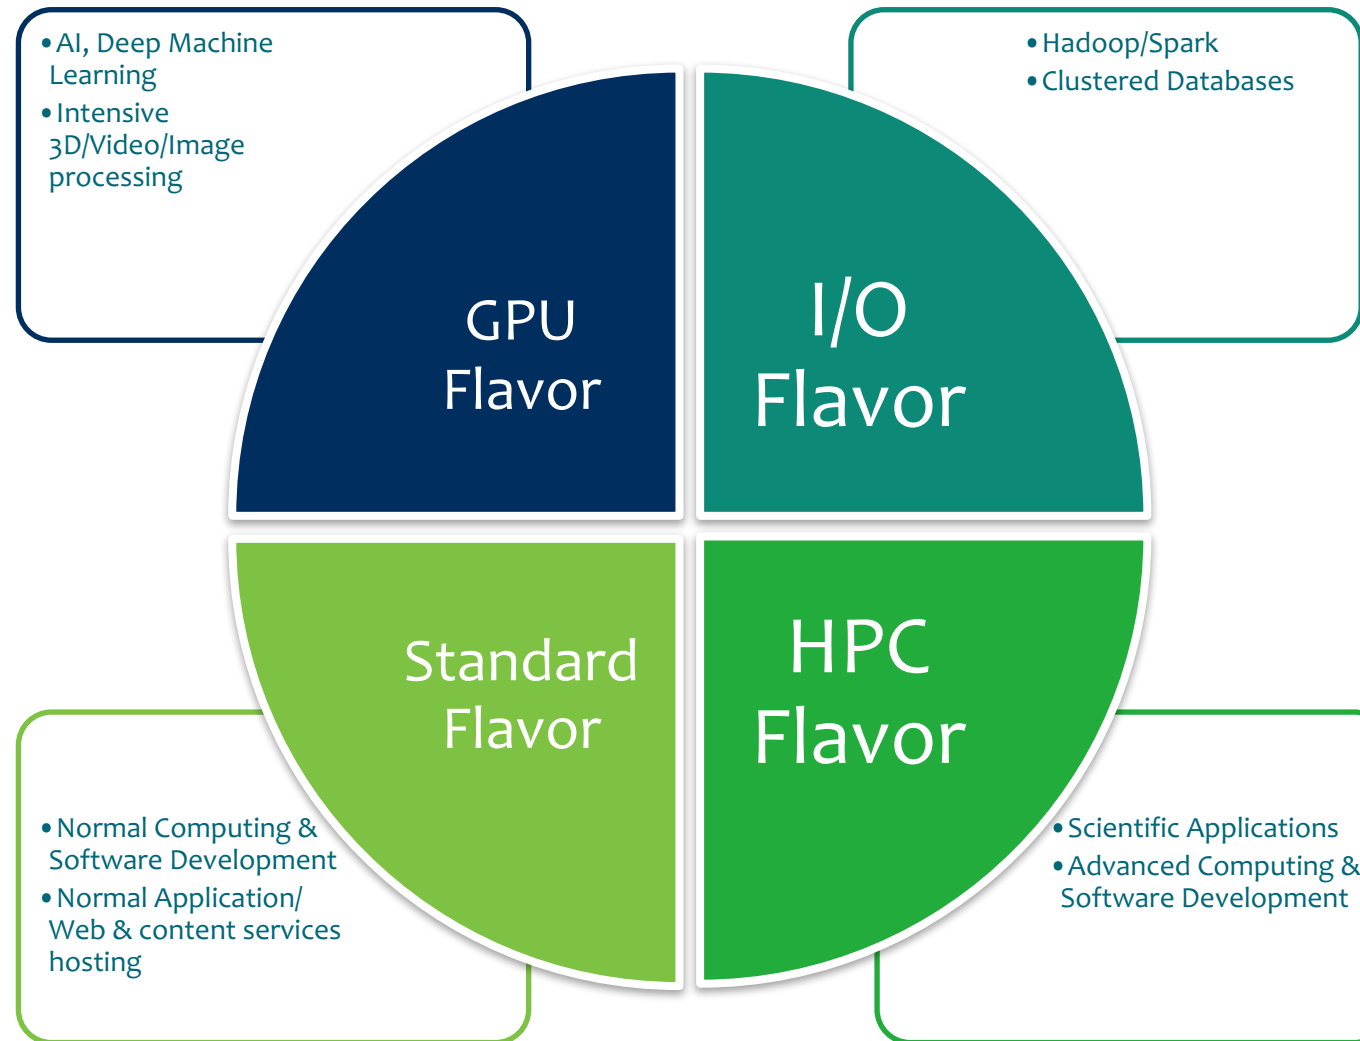 • AI, Deep Machine
Learning
• Intensive
3D/Video/Image
processing
• Hadoop/Spark
• Clustered Databases
GPU
Flavor
I/O
Flavor
Standard
Flavor
HPC
Flavor
• Normal Computing &
Software Development
• Normal Application/
Web & content services
hosting
• Scientific Applications
• Advanced Computing &
Software Development